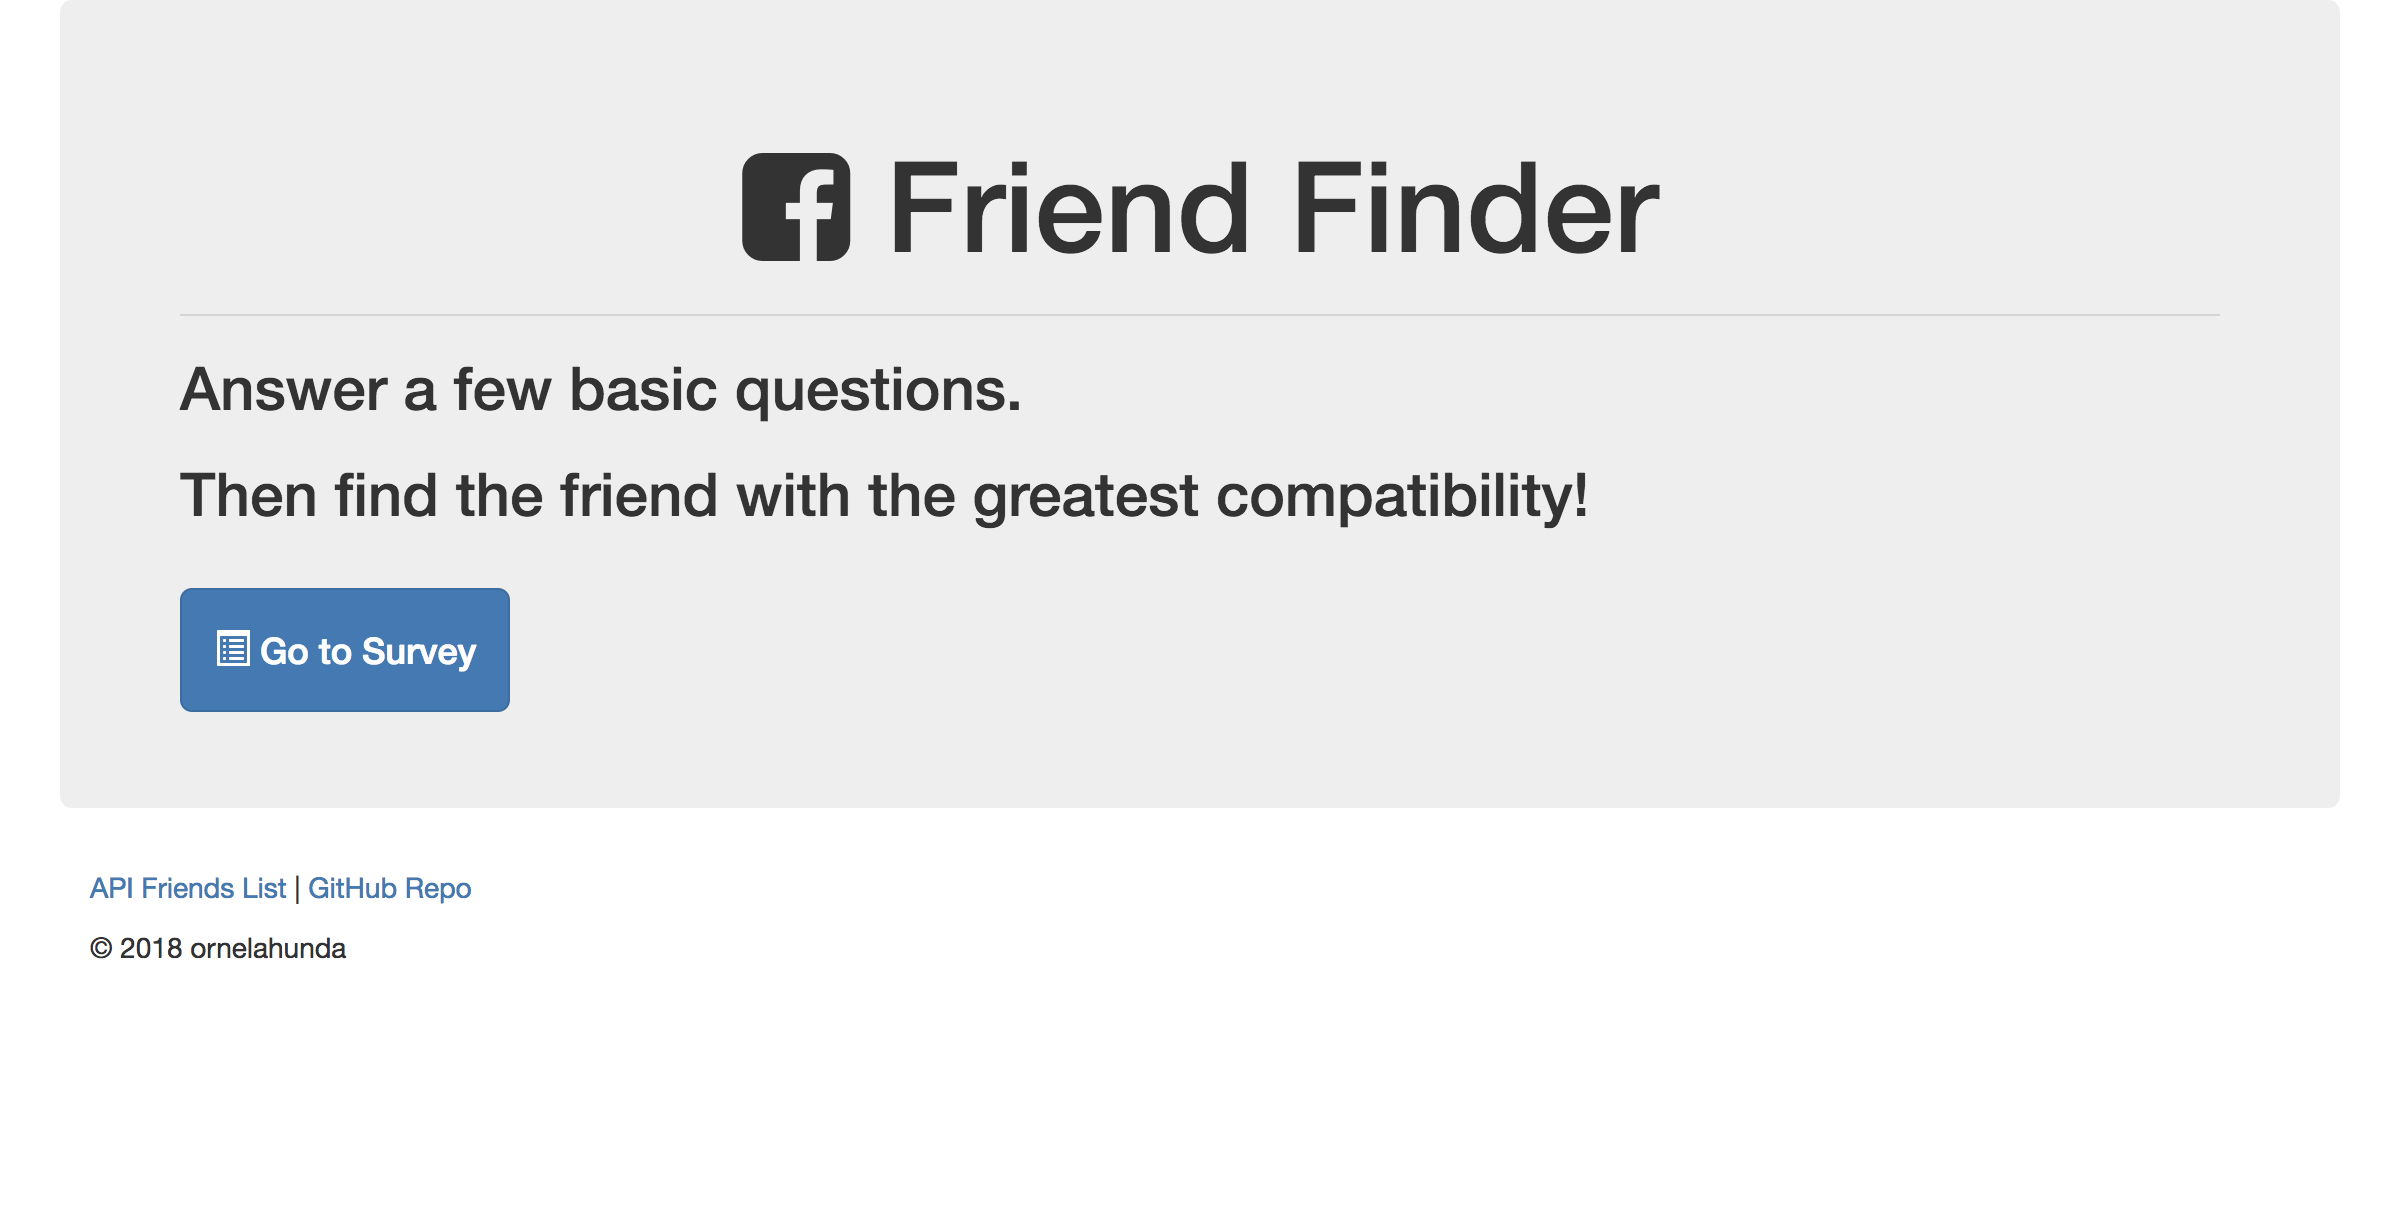 Friend Finder
Answer a few basic questions.
Then find the friend with the greatest compatibility!
Go to Survey
API Friends List | GitHub Repo
© 2018 ornelahunda